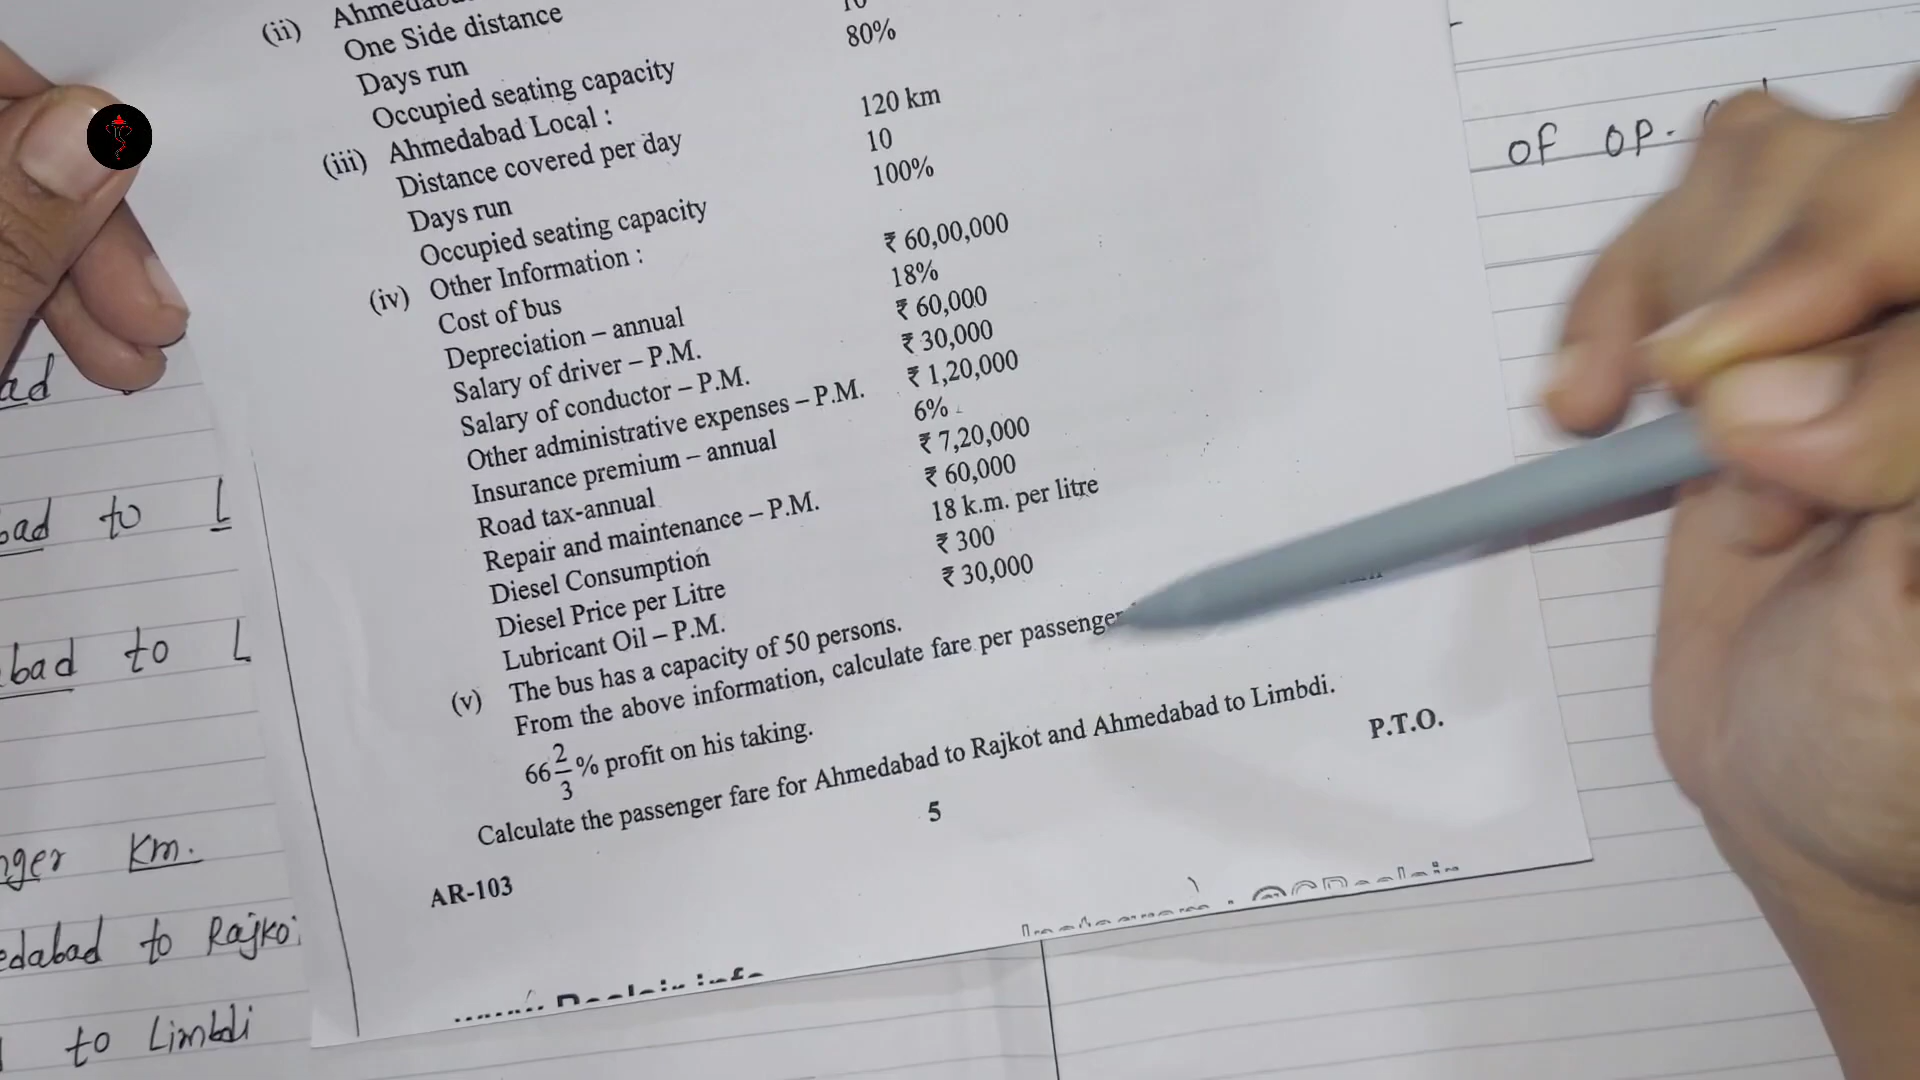 (ii)
One Side distance
Days run
80%
Occupied seating capacity
(iii) Ahmedabad Local :
Distance covered per day 120 km
Days run 10
Occupied seating capacity 100%
(iv) Other Information :
Cost of bus ₹ 60,00,000
Depreciation – annual 18%
Salary of driver – P.M. ₹ 60,000
Salary of conductor – P.M. ₹ 30,000
Other administrative expenses – P.M. ₹ 1,20,000
Insurance premium – annual 6%
Road tax-annual ₹ 7,20,000
Repair and maintenance – P.M. ₹ 60,000
Diesel Consumption 18 k.m. per litre
Diesel Price per Litre ₹ 300
Lubricant Oil – P.M. ₹ 30,000
(v) The bus has a capacity of 50 persons.
From the above information, calculate fare per passenger
66 2/3 % profit on his taking.
Calculate the passenger fare for Ahmedabad to Rajkot and Ahmedabad to Limbdi.
P.T.O.
5
AR-103
of op.
ad
bad to L
bad to L
Km.
to Limbdi